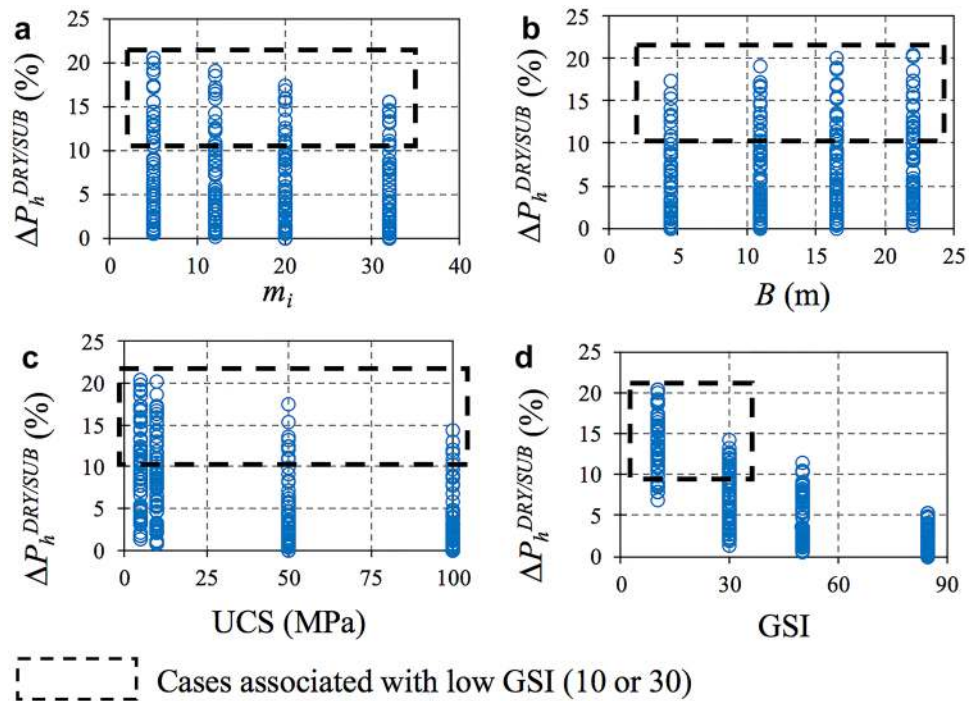 a
ΔP_h^{DRY/SUB} (%)
25
20
15
10
5
0
0 10 20 30 40
m_i
b
ΔP_h^{DRY/SUB} (%)
25
20
15
10
5
0
0 5 10 15 20 25
B (m)
c
ΔP_h^{DRY/SUB} (%)
25
20
15
10
5
0
0 25 50 75 100
UCS (MPa)
d
ΔP_h^{DRY/SUB} (%)
25
20
15
10
5
0
0 30 60 90
GSI
Cases associated with low GSI (10 or 30)